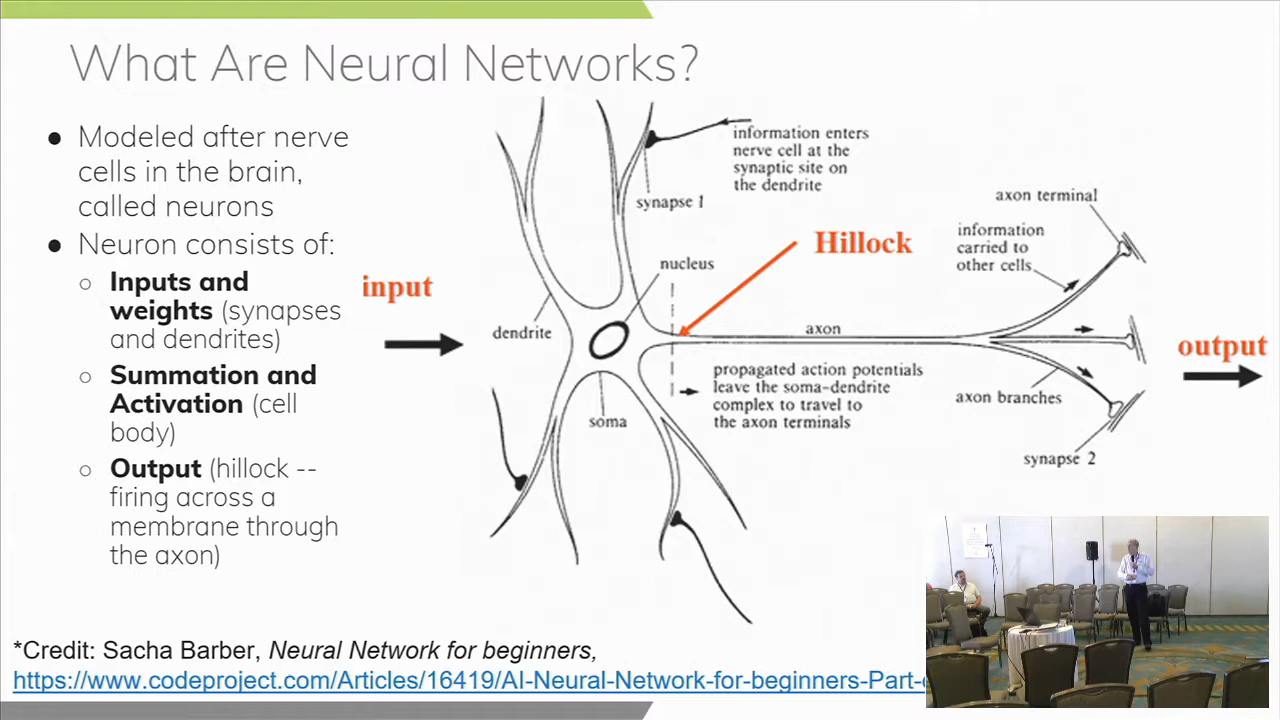 What Are Neural Networks?
● Modeled after nerve
cells in the brain,
called neurons
● Neuron consists of:
○ Inputs and
weights (synapses
and dendrites)
○ Summation and
Activation (cell
body)
○ Output (hillock --
firing across a
membrane through
the axon)
input
information enters
nerve cell at the
synaptic site on
the dendrite
synapse 1
Hillock
nucleus
dendrite
soma
axon
propagated action potentials
leave the soma-dendrite
complex to travel to
the axon terminals
axon terminal
information
carried to
other cells
axon branches
synapse 2
output
*Credit: Sacha Barber, Neural Network for beginners,
https://www.codeproject.com/Articles/16419/AI-Neural-Network-for-beginners-Part-